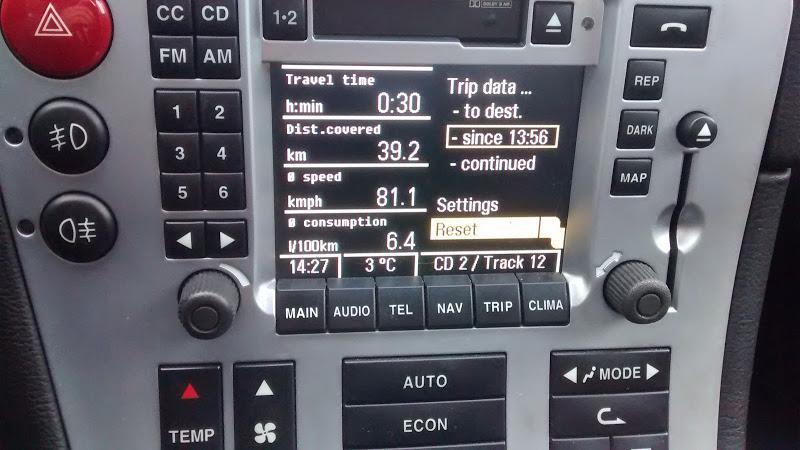 CC CD
1•2
DOLBY B NR
FM AM
REP
DARK
MAP
1 2
3 4
5 6
Travel time
h:min 0:30
Dist.covered
km 39.2
Ø speed
kmph 81.1
Ø consumption
l/100km 6.4
Trip data ...
- to dest.
- since 13:56
- continued
Settings
Reset
14:27 3 ºC CD 2 / Track 12
MAIN AUDIO TEL NAV TRIP CLIMA
AUTO
MODE
TEMP
ECON